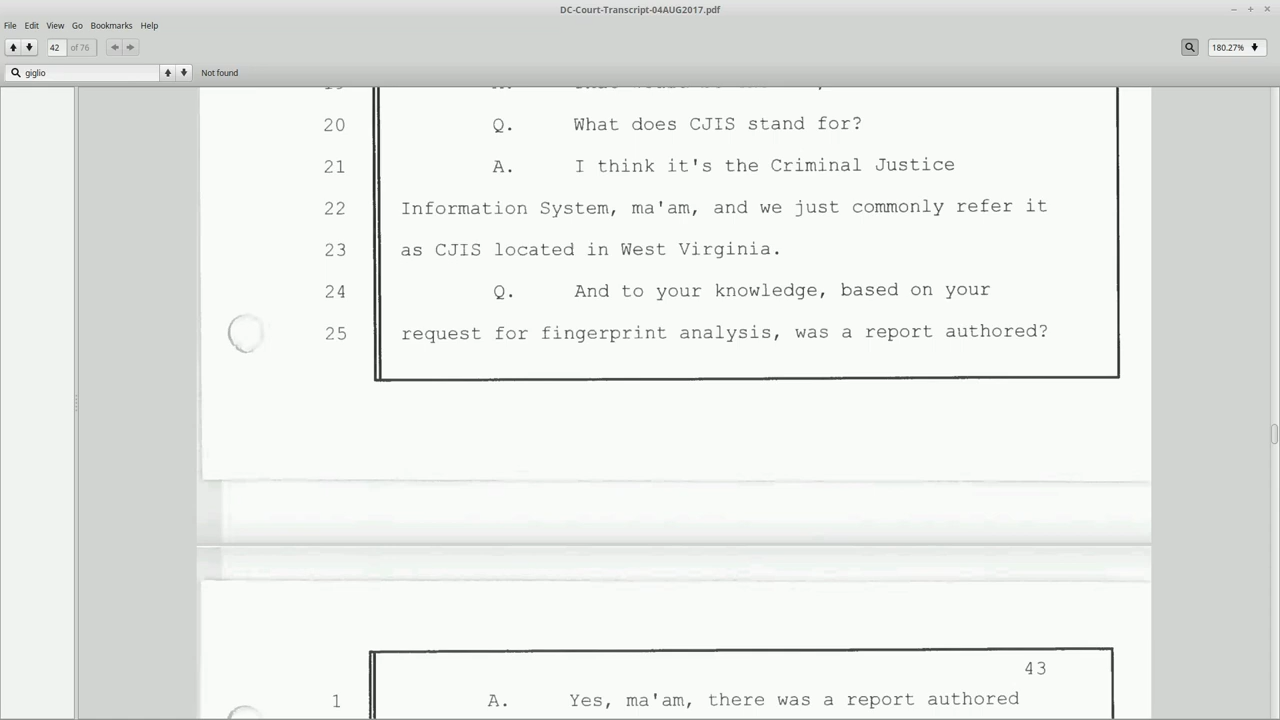 DC-Court-Transcript-04AUG2017.pdf
File Edit View Go Bookmarks Help
42 of 76
180.27%
giglio
Not found
20 Q. What does CJIS stand for?
21 A. I think it's the Criminal Justice
22 Information System, ma'am, and we just commonly refer it
23 as CJIS located in West Virginia.
24 Q. And to your knowledge, based on your
25 request for fingerprint analysis, was a report authored?
43
1 A. Yes, ma'am, there was a report authored